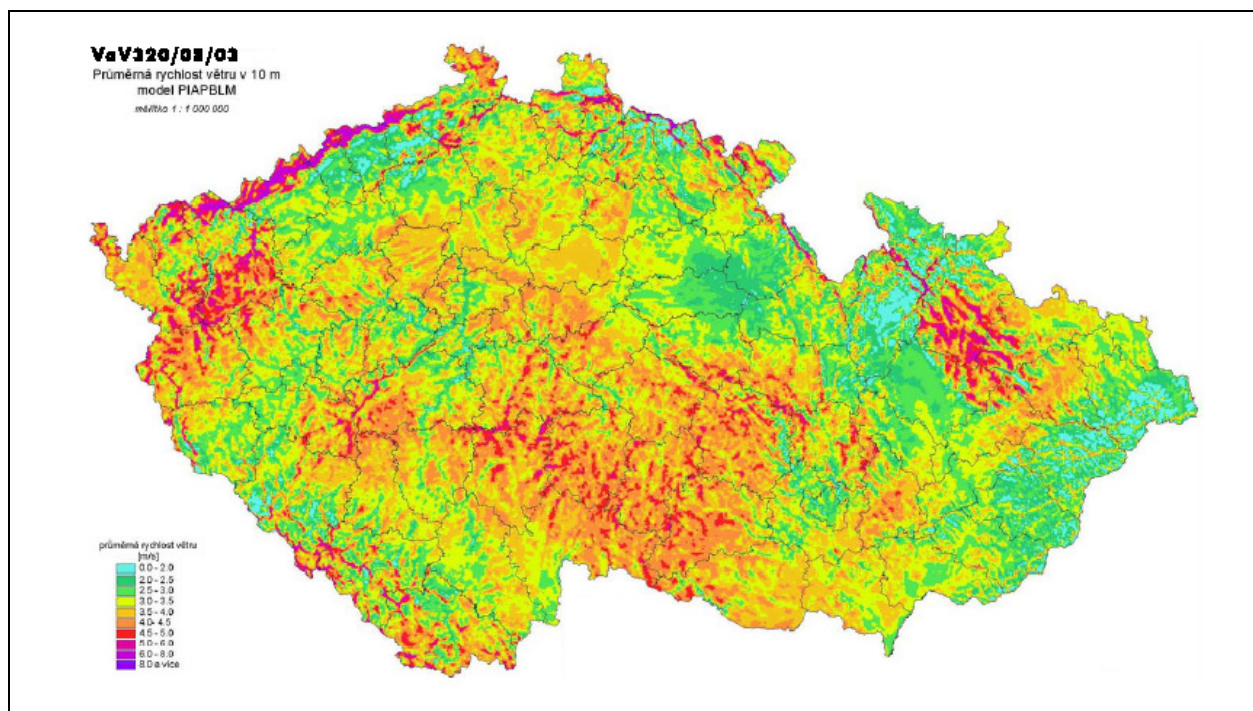 VaV320/08/03
Průměrná rychlost větru v 10 m
model PIAPBLM
měřítko 1 : 1 000 000
průměrná rychlost větru
[m/s]
0.0 - 2.0
2.0 - 2.5
2.5 - 3.0
3.0 - 3.5
3.5 - 4.0
4.0 - 4.5
4.5 - 5.0
5.0 - 6.0
6.0 - 8.0
8.0 a více